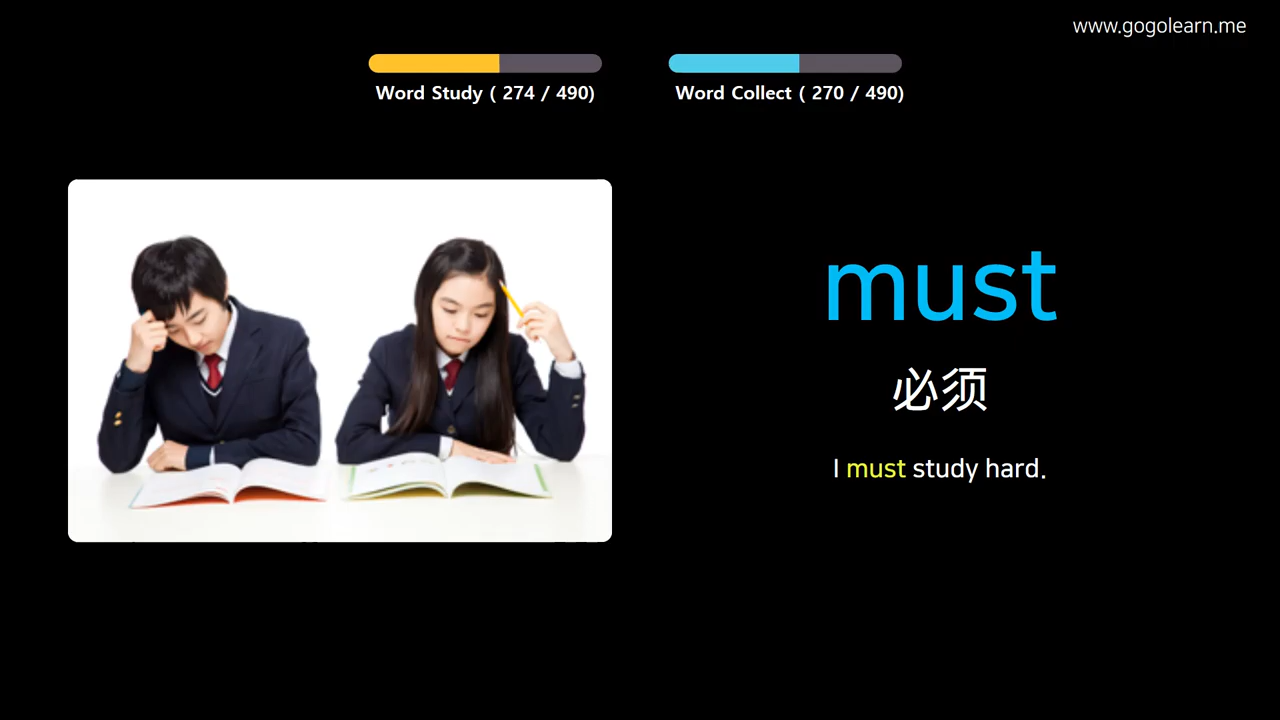 www.gogolearn.me
Word Study ( 274 / 490)
Word Collect ( 270 / 490)
must
必须
I must study hard.